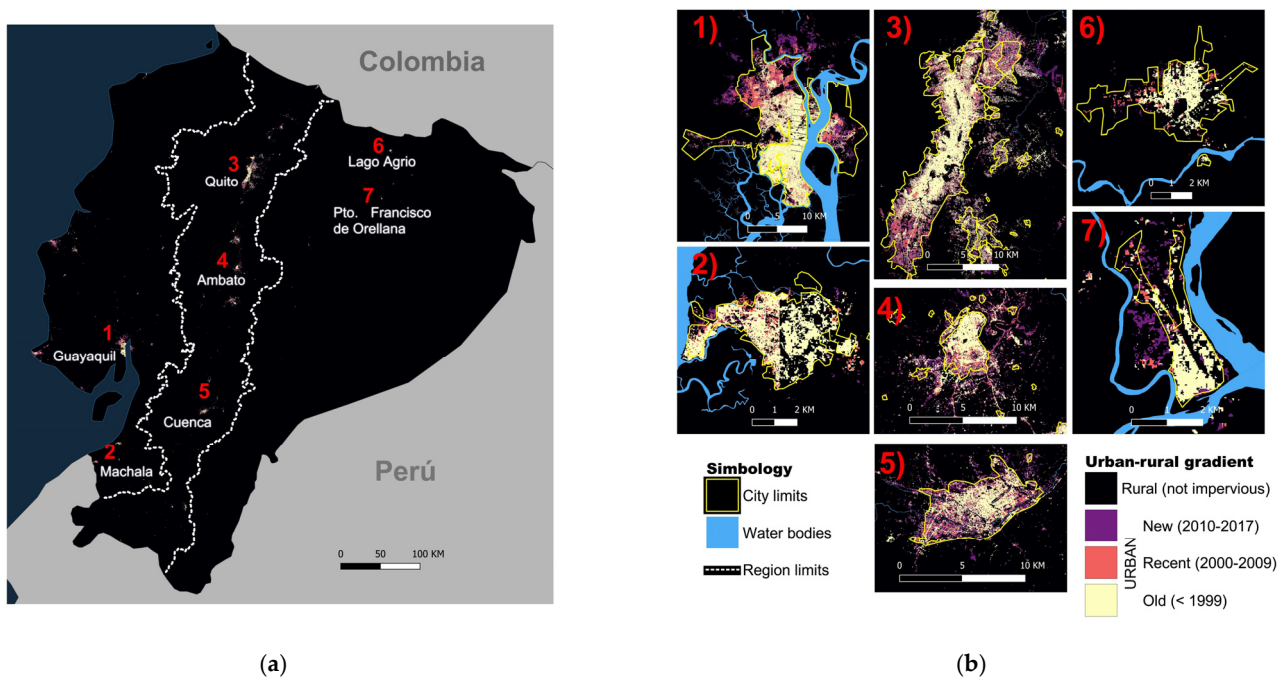 Colombia
6
Lago Agrio
3
Quito
7
Pto. Francisco
de Orellana
4
Ambato
1
Guayaquil
5
Cuenca
2
Machala
Perú
0 50 100 KM
(a)
1)
0 5 10 KM
2)
0 1 2 KM
3)
0 5 10 KM
4)
0 5 10 KM
5)
0 5 10 KM
6)
0 1 2 KM
7)
0 1 2 KM
Simbology
City limits
Water bodies
Region limits
Urban-rural gradient
Rural (not impervious)
URBAN
New (2010-2017)
Recent (2000-2009)
Old (< 1999)
(b)